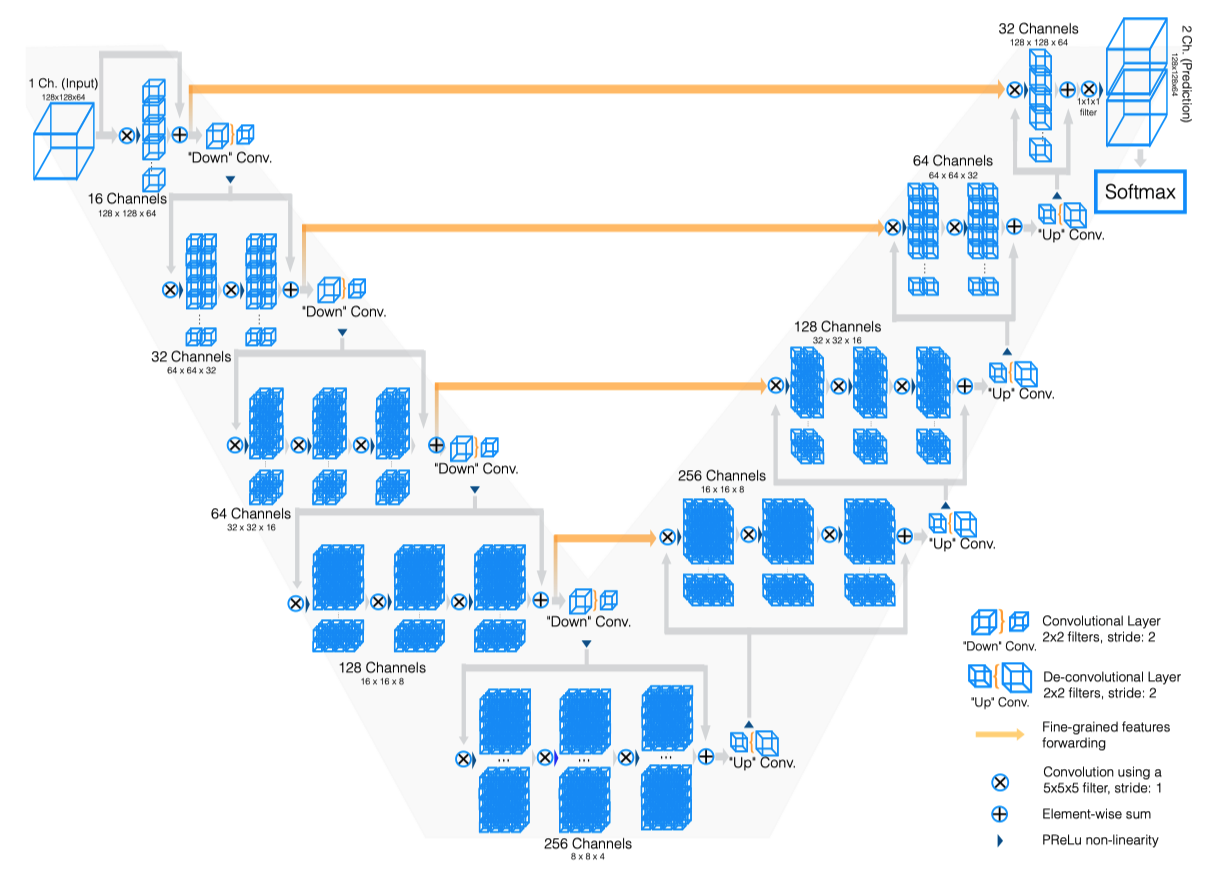 1 Ch. (Input)
128x128x64
"Down" Conv.
16 Channels
128 x 128 x 64
"Down" Conv.
32 Channels
64 x 64 x 32
"Down" Conv.
64 Channels
32 x 32 x 16
"Down" Conv.
128 Channels
16 x 16 x 8
...
...
...
256 Channels
8 x 8 x 4
"Up" Conv.
256 Channels
16 x 16 x 8
"Up" Conv.
128 Channels
32 x 32 x 16
"Up" Conv.
64 Channels
64 x 64 x 32
"Up" Conv.
32 Channels
128 x 128 x 64
1x1x1
filter
2 Ch. (Prediction)
128x128x64
Softmax
"Down" Conv.
Convolutional Layer
2x2 filters, stride: 2
"Up" Conv.
De-convolutional Layer
2x2 filters, stride: 2
Fine-grained features
forwarding
Convolution using a
5x5x5 filter, stride: 1
Element-wise sum
PReLu non-linearity